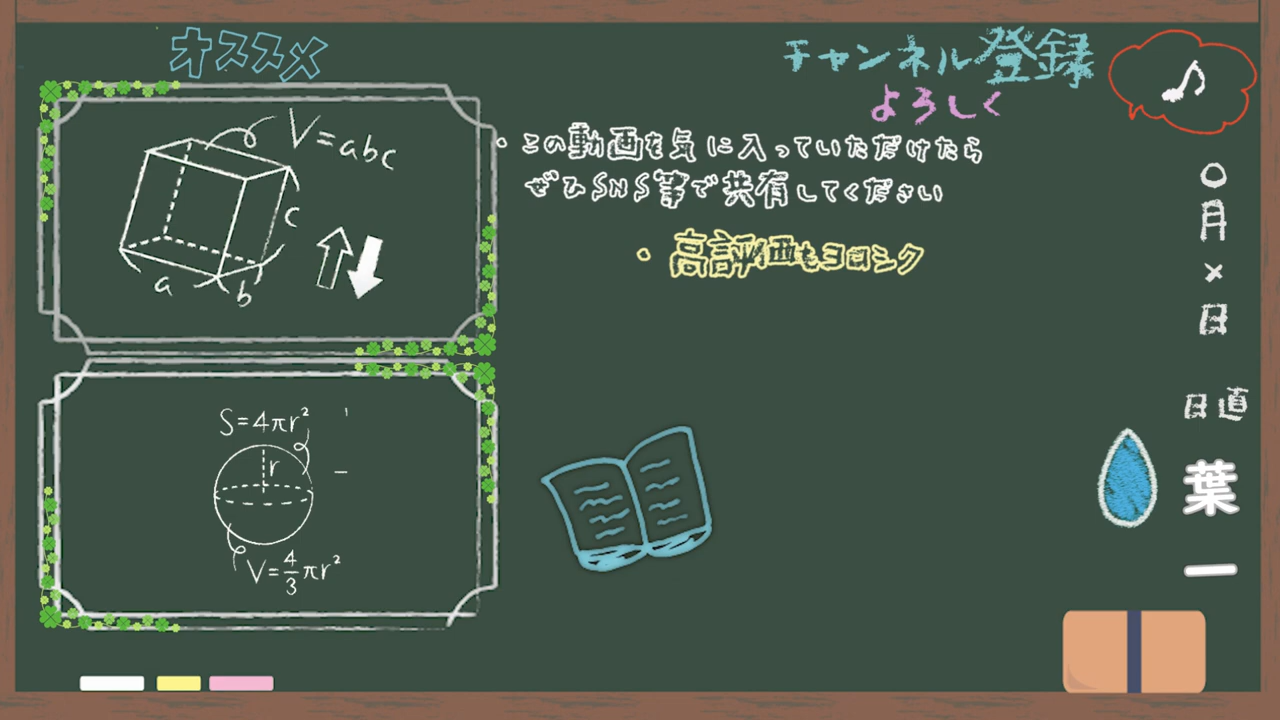 オススメ
V=abc
c
a
b
S=4πr²
r
V=4/3πr²
チャンネル登録
よろしく
・この動画を気に入っていただけたら
ぜひSNS等で共有してください
・高評価もヨロシク
〇月×日
日直
葉一